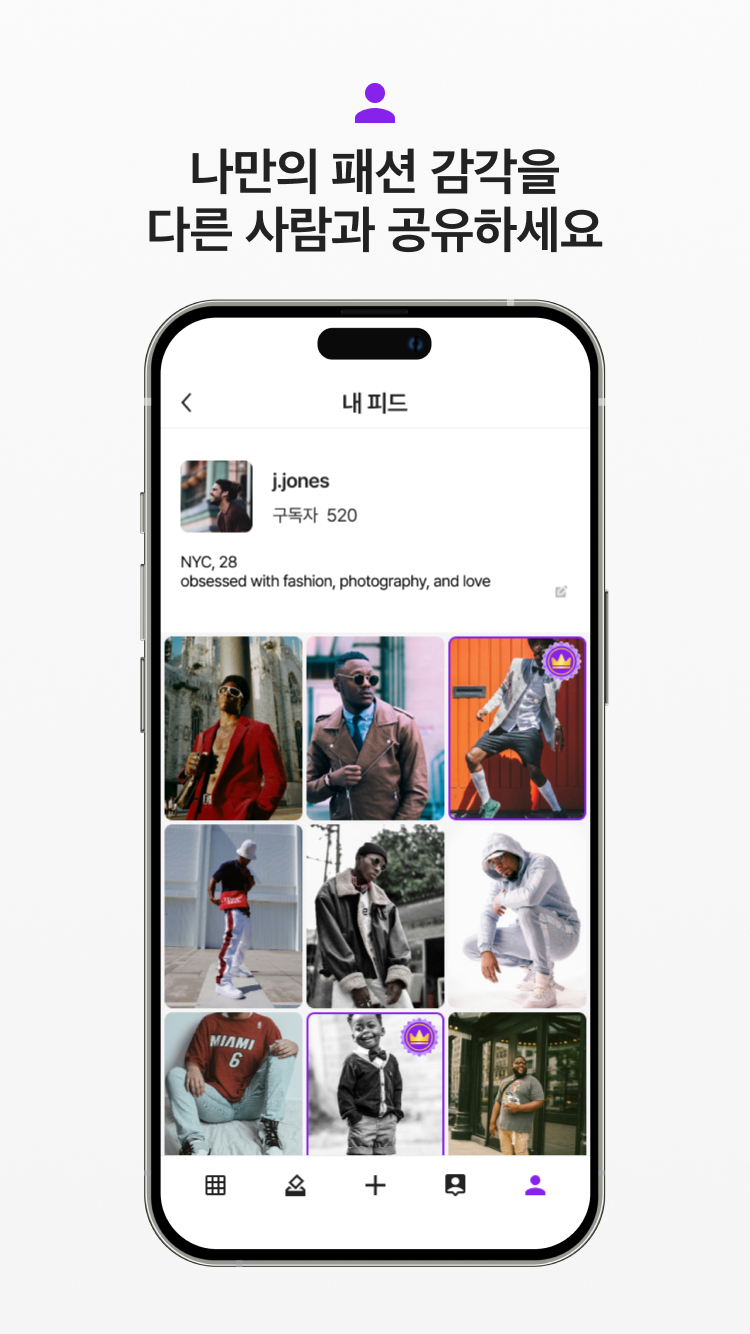 나만의 패션 감각을
다른 사람과 공유하세요
내 피드
j.jones
구독자 520
NYC, 28
obsessed with fashion, photography, and love
MIAMI
6